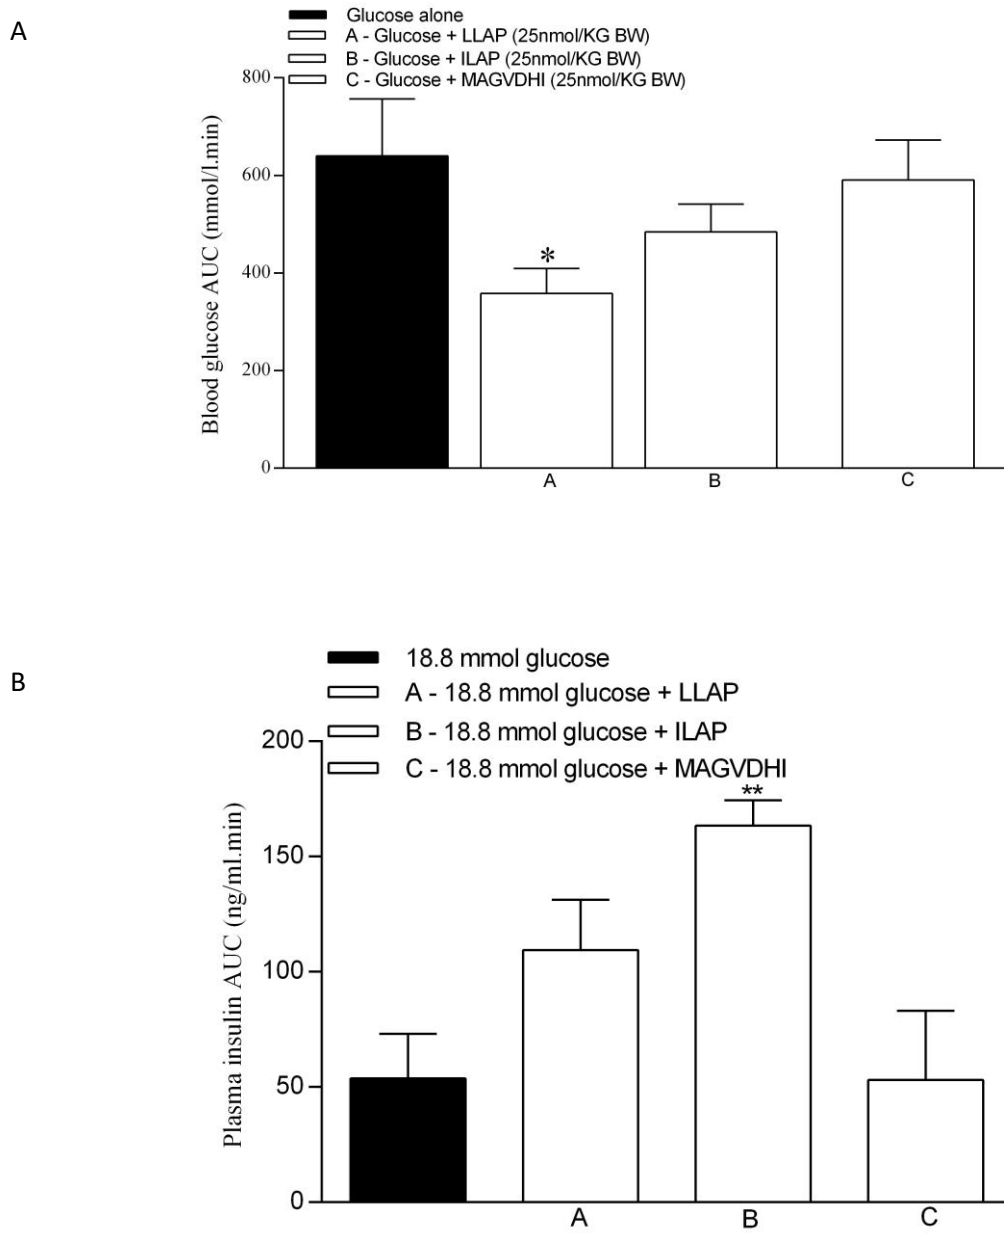 A
Glucose alone
A - Glucose + LLAP (25nmol/KG BW)
B - Glucose + ILAP (25nmol/KG BW)
C - Glucose + MAGVDHI (25nmol/KG BW)
Blood glucose AUC (mmol/l.min)
800
600
400
200
0
*
A B C
B
18.8 mmol glucose
A - 18.8 mmol glucose + LLAP
B - 18.8 mmol glucose + ILAP
C - 18.8 mmol glucose + MAGVDHI
Plasma insulin AUC (ng/ml.min)
200
150
100
50
0
**
A B C